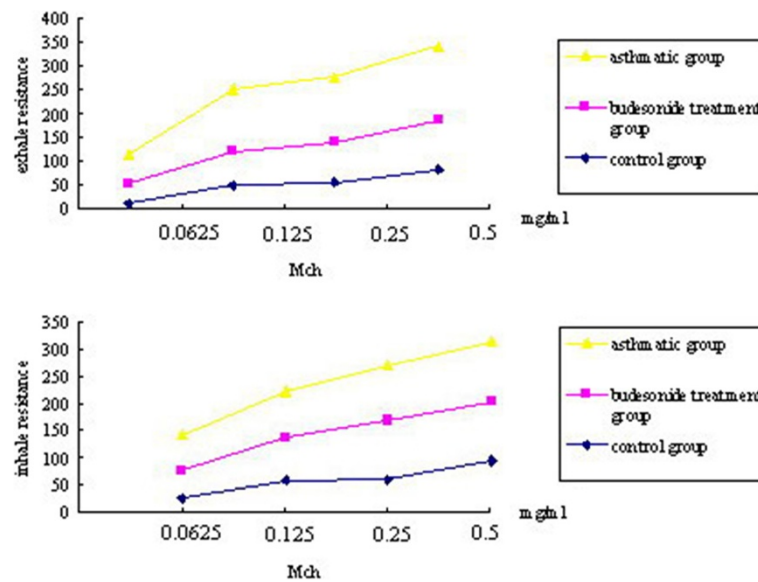 400
350
300
250
200
150
100
50
0
exhale resistance
0.0625 0.125 0.25 0.5
mg/ml
Mch
asthmatic group
budesonide treatment
group
control group
350
300
250
200
150
100
50
0
inhale resistance
0.0625 0.125 0.25 0.5
mg/ml
Mch
asthmatic group
budesonide treatment
group
control group